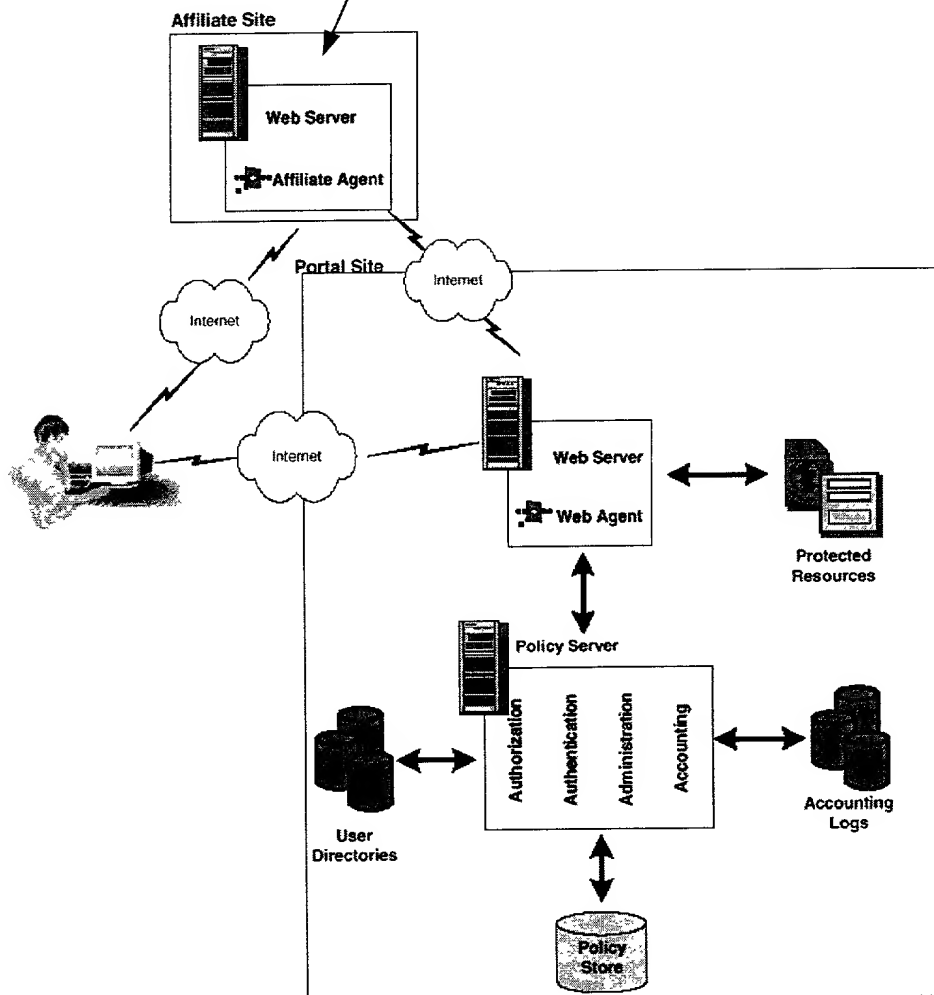 Affiliate Site
Web Server
Affiliate Agent
Portal Site
Internet
Internet
Internet
Web Server
Web Agent
Protected
Resources
Policy Server
Authorization
Authentication
Administration
Accounting
User
Directories
Accounting
Logs
Policy
Store